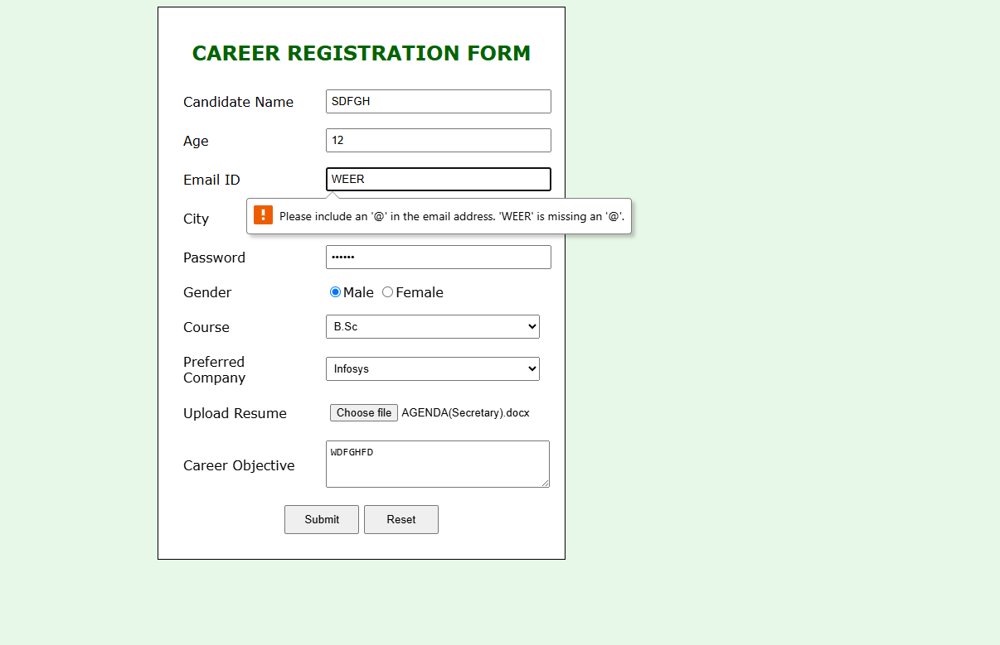 CAREER REGISTRATION FORM
Candidate Name SDFGH
Age 12
Email ID WEER
Please include an '@' in the email address. 'WEER' is missing an '@'.
City
Password ••••••
Gender Male Female
Course B.Sc
Preferred
Company Infosys
Upload Resume Choose file AGENDA(Secretary).docx
Career Objective WDFGHFD
Submit Reset